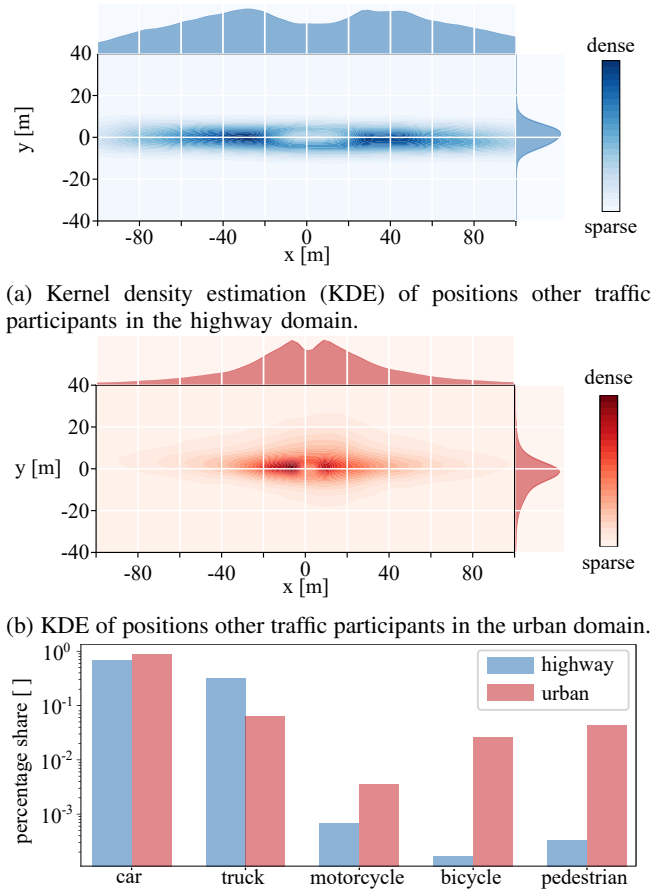 40
20
0
-20
-40
y [m]
-80
-40
0
40
80
x [m]
dense
sparse
(a) Kernel density estimation (KDE) of positions other traffic
participants in the highway domain.
40
20
0
-20
-40
y [m]
-80
-40
0
40
80
x [m]
dense
sparse
(b) KDE of positions other traffic participants in the urban domain.
10^0
10^-1
10^-2
10^-3
percentage share [ ]
highway
urban
car truck motorcycle bicycle pedestrian